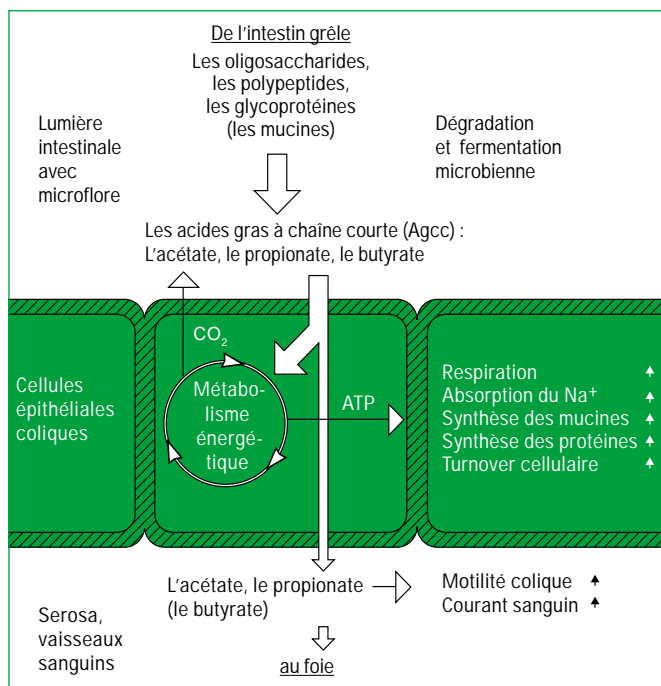 De l'intestin grêle
Les oligosaccharides,
les polypeptides,
les glycoprotéines
(les mucines)
Lumière
intestinale
avec
microflore
Dégradation
et fermentation
microbienne
Les acides gras à chaîne courte (Agcc) :
L'acétate, le propionate, le butyrate
CO₂
Cellules
épithéliales
coliques
Métabo-
lisme
énergé-
tique
ATP
Respiration
Absorption du Na⁺
Synthèse des mucines
Synthèse des protéines
Turnover cellulaire
L'acétate, le propionate
(le butyrate)
Motilité colique
Courant sanguin
Serosa,
vaisseaux
sanguins
au foie